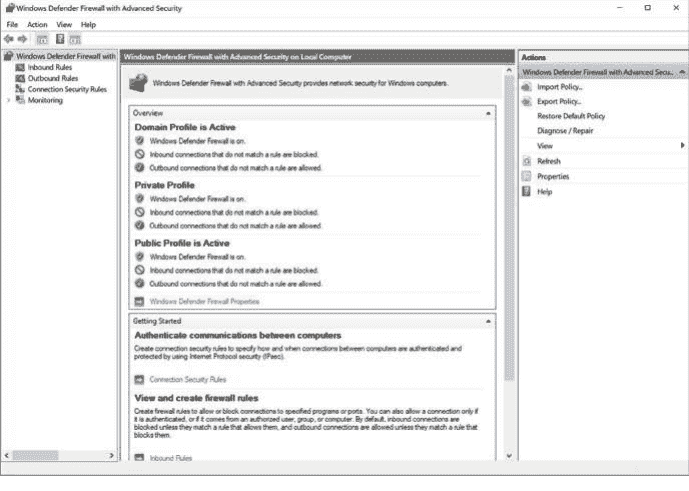 Windows Defender Firewall with Advanced Security
File Action View Help
Windows Defender Firewall with
Inbound Rules
Outbound Rules
Connection Security Rules
Monitoring
Windows Defender Firewall with Advanced Security on Local Computer
Windows Defender Firewall with Advanced Security provides network security for Windows computers.
Overview
Domain Profile is Active
Windows Defender Firewall is on.
Inbound connections that do not match a rule are blocked.
Outbound connections that do not match a rule are allowed.
Private Profile
Windows Defender Firewall is on.
Inbound connections that do not match a rule are blocked.
Outbound connections that do not match a rule are allowed.
Public Profile is Active
Windows Defender Firewall is on.
Inbound connections that do not match a rule are blocked.
Outbound connections that do not match a rule are allowed.
Windows Defender Firewall Properties
Getting Started
Authenticate communications between computers
Create connection security rules to specify how and when connections between computers are authenticated and
protected by using Internet Protocol security (IPsec).
Connection Security Rules
View and create firewall rules
Create firewall rules to allow or block connections to specified programs or ports. You can also allow a connection only if
it is authenticated, or if it comes from an authorized user, group, or computer. By default, inbound connections are
blocked unless they match a rule that allows them, and outbound connections are allowed unless they match a rule that
blocks them.
Inbound Rules
Actions
Windows Defender Firewall with Advanced Secu...
Import Policy...
Export Policy...
Restore Default Policy
Diagnose / Repair
View
Refresh
Properties
Help